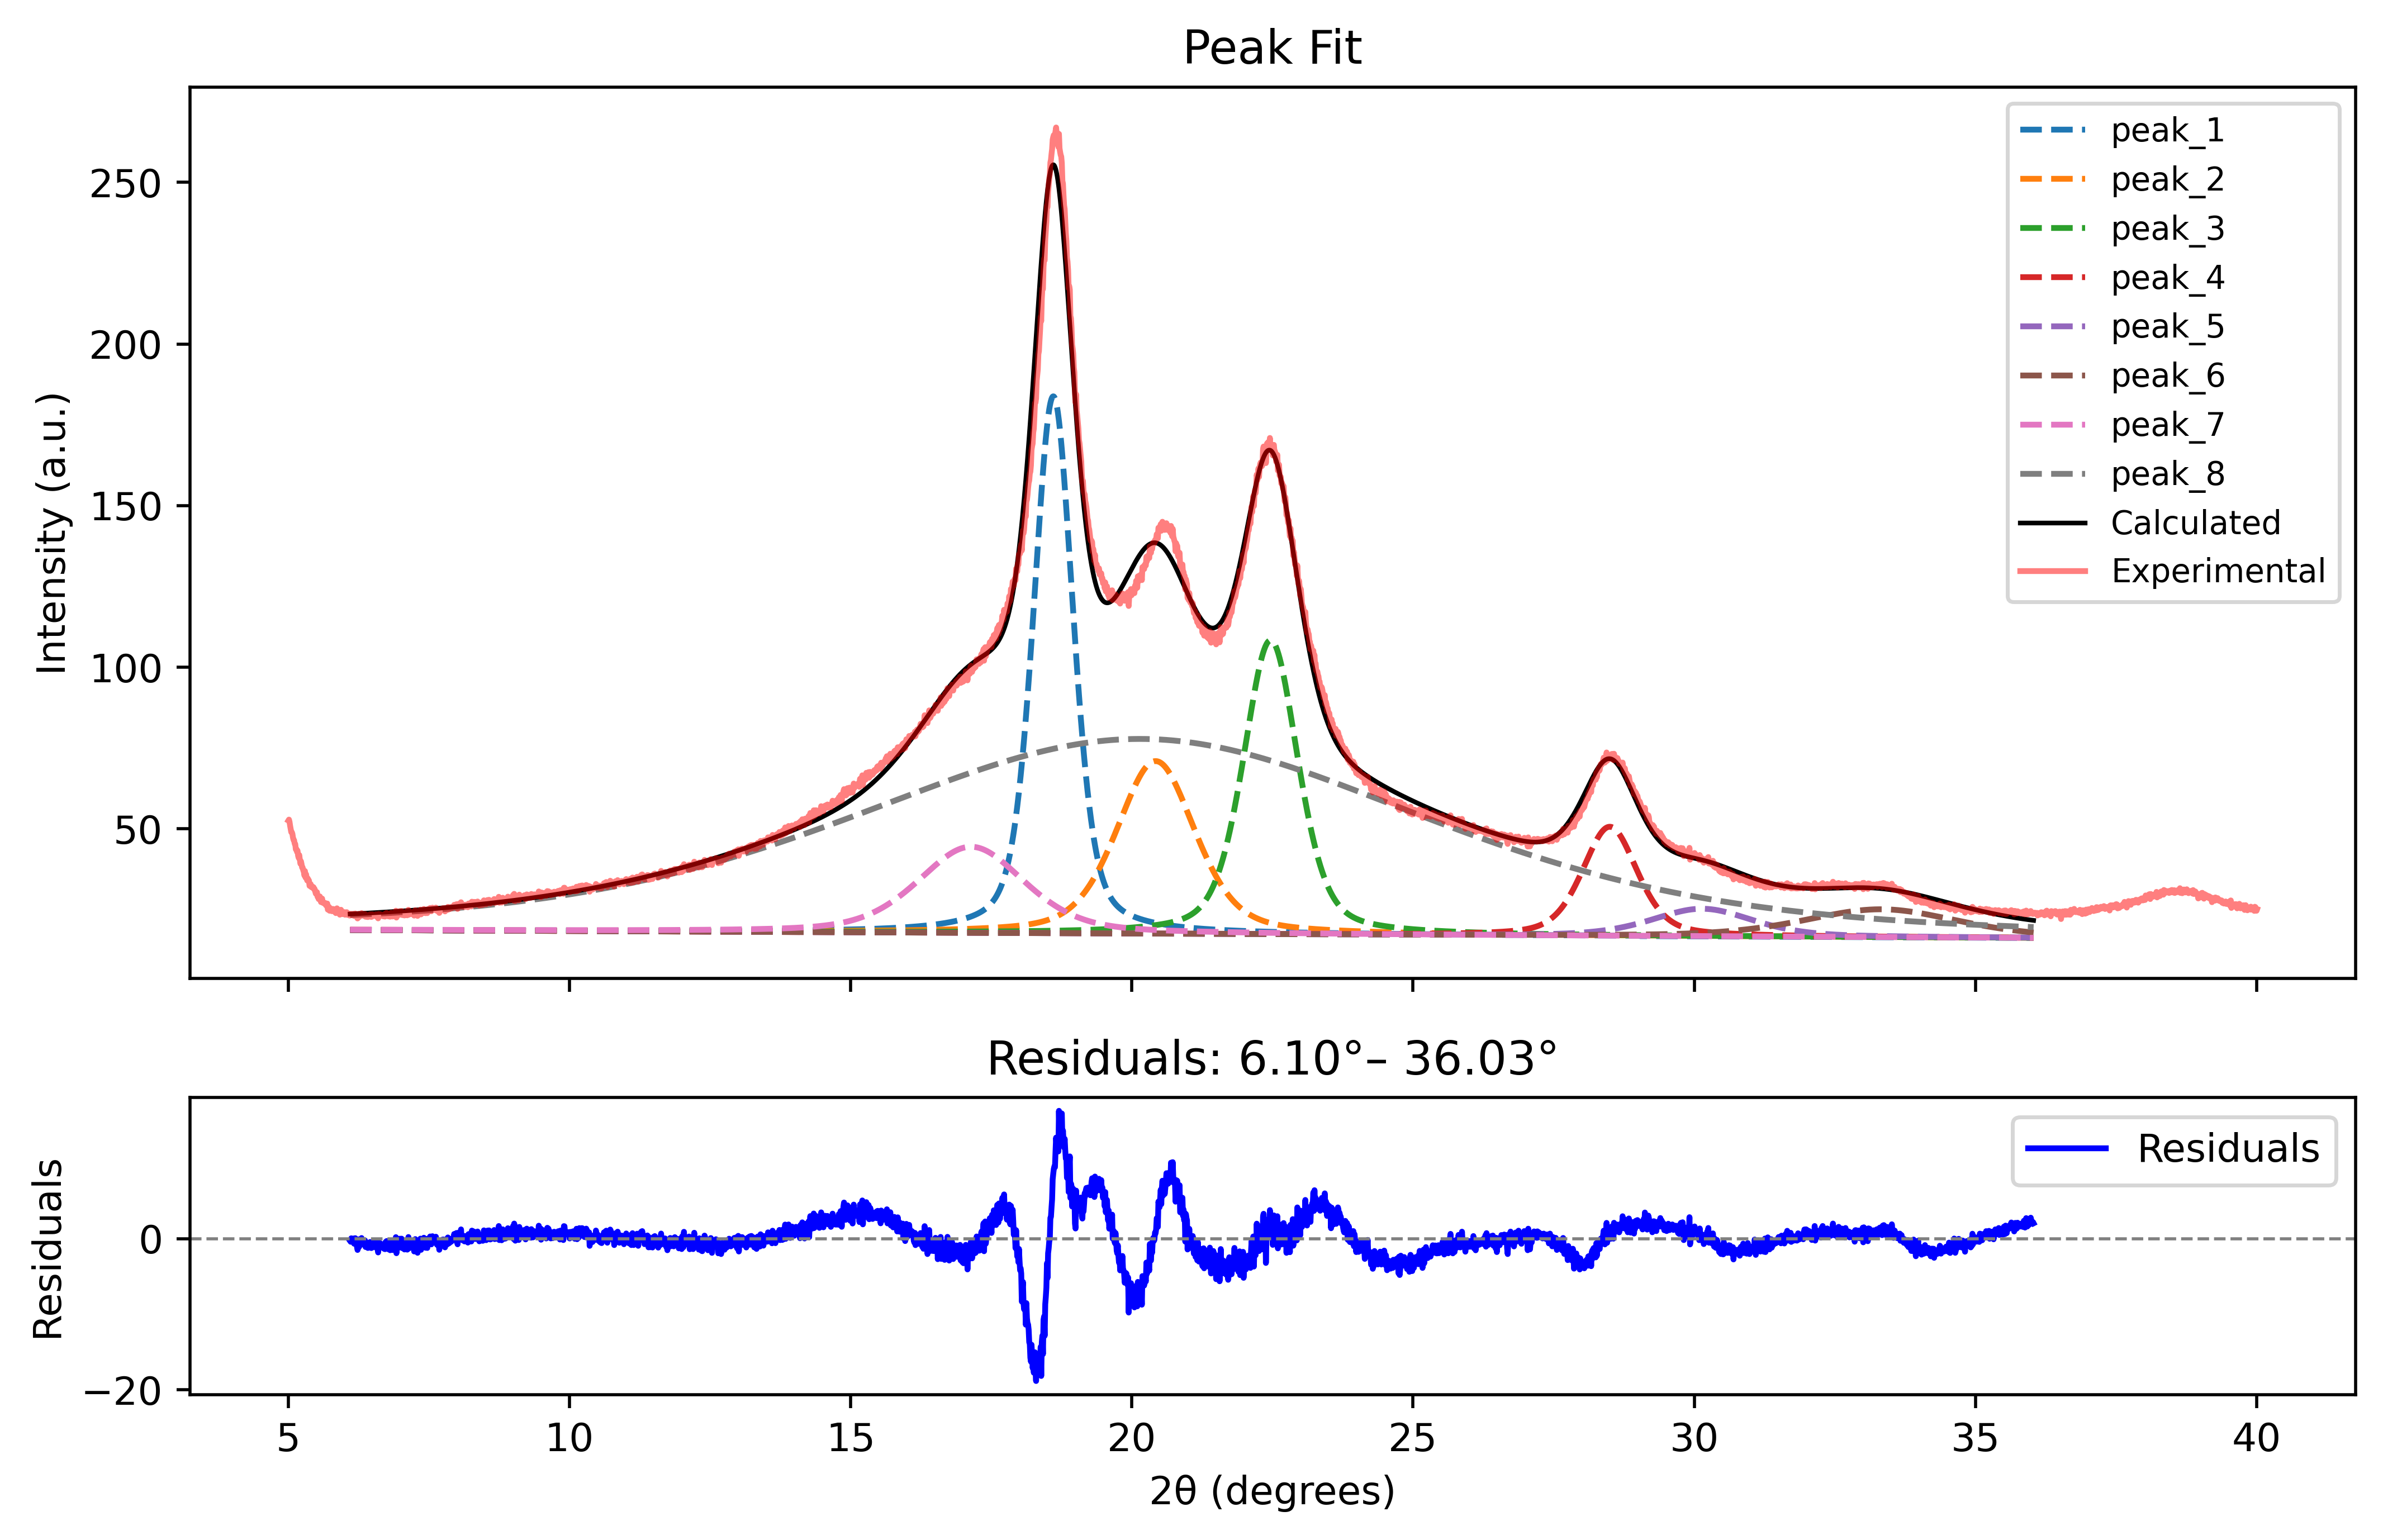 Peak Fit
Intensity (a.u.)
250
200
150
100
50
peak_1
peak_2
peak_3
peak_4
peak_5
peak_6
peak_7
peak_8
Calculated
Experimental
Residuals: 6.10°– 36.03°
Residuals
0
−20
Residuals
5 10 15 20 25 30 35 40
2θ (degrees)